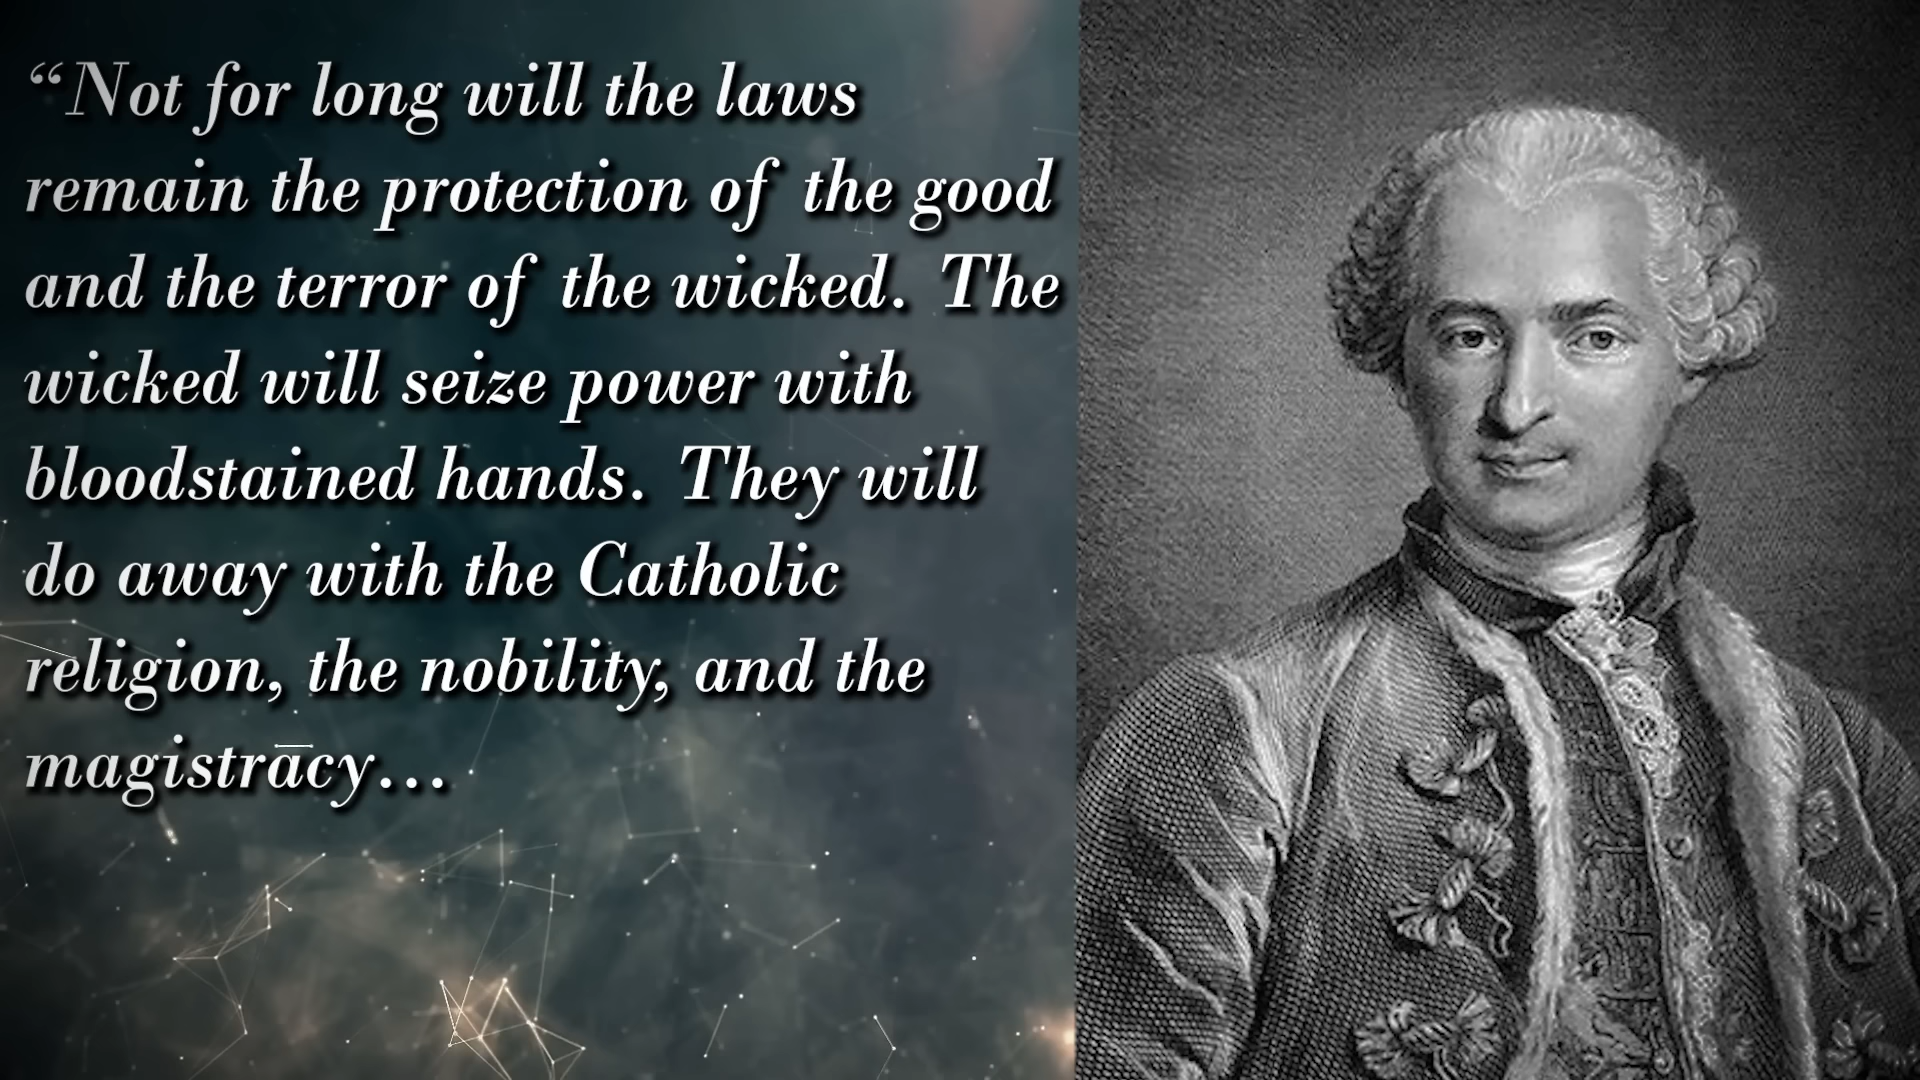 “Not for long will the laws
remain the protection of the good
and the terror of the wicked. The
wicked will seize power with
bloodstained hands. They will
do away with the Catholic
religion, the nobility, and the
magistracy...